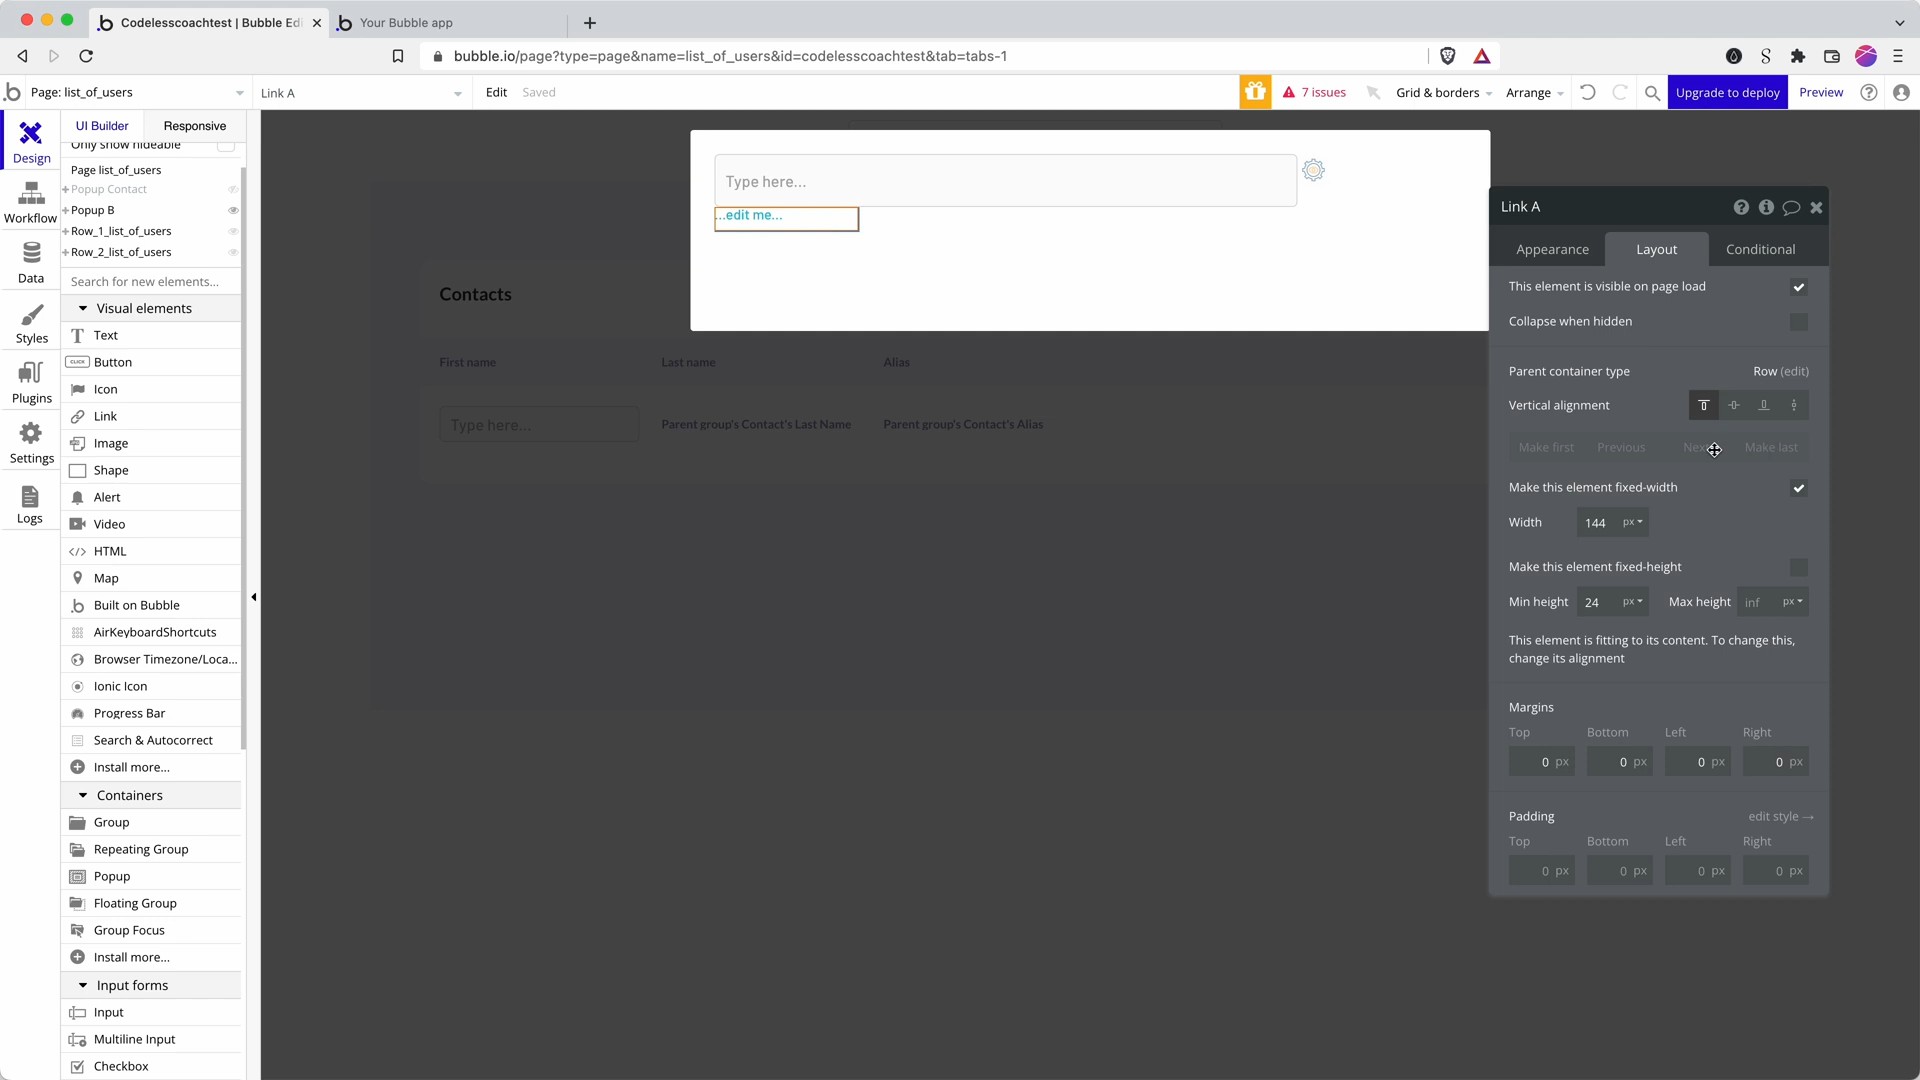 Codelesscoachtest | Bubble Edi
Your Bubble app
bubble.io/page?type=page&name=list_of_users&id=codelesscoachtest&tab=tabs-1
Page: list_of_users
Link A
Edit
Saved
7 issues
Grid & borders
Arrange
Upgrade to deploy
Preview
UI Builder
Responsive
Design
Workflow
Data
Styles
Plugins
Settings
Logs
Only show hideable
Page list_of_users
Popup Contact
Popup B
Row_1_list_of_users
Row_2_list_of_users
Search for new elements...
Visual elements
Text
CLICK
Button
Icon
Link
Image
Shape
Alert
Video
HTML
Map
Built on Bubble
AirKeyboardShortcuts
Browser Timezone/Loca...
Ionic Icon
Progress Bar
Search & Autocorrect
Install more...
Containers
Group
Repeating Group
Popup
Floating Group
Group Focus
Install more...
Input forms
Input
Multiline Input
Checkbox
Type here...
...edit me...
Contacts
First name
Last name
Alias
Type here...
Parent group's Contact's Last Name
Parent group's Contact's Alias
Link A
Appearance
Layout
Conditional
This element is visible on page load
Collapse when hidden
Parent container type
Row (edit)
Vertical alignment
Make first
Previous
Next
Make last
Make this element fixed-width
Width
144 px
Make this element fixed-height
Min height
24 px
Max height
inf px
This element is fitting to its content. To change this,
change its alignment
Margins
Top Bottom Left Right
0 px 0 px 0 px 0 px
Padding
edit style →
Top Bottom Left Right
0 px 0 px 0 px 0 px